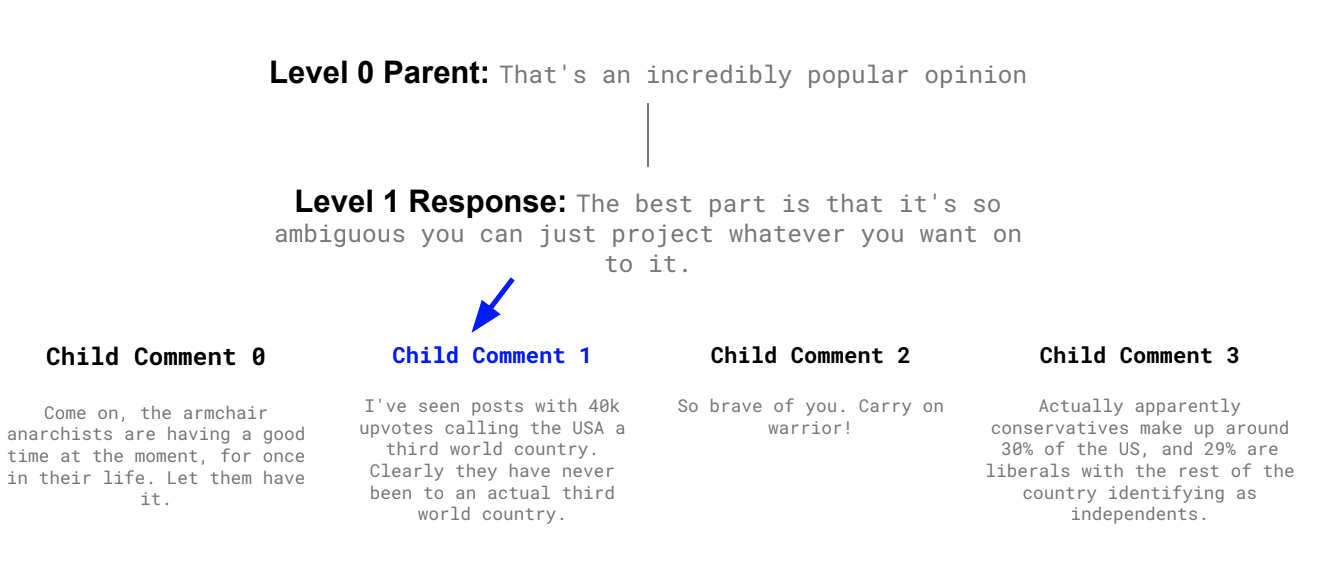 Level 0 Parent: That's an incredibly popular opinion
Level 1 Response: The best part is that it's so
ambiguous you can just project whatever you want on
to it.
Child Comment 0
Come on, the armchair
anarchists are having a good
time at the moment, for once
in their life. Let them have
it.
Child Comment 1
I've seen posts with 40k
upvotes calling the USA a
third world country.
Clearly they have never
been to an actual third
world country.
Child Comment 2
So brave of you. Carry on
warrior!
Child Comment 3
Actually apparently
conservatives make up around
30% of the US, and 29% are
liberals with the rest of the
country identifying as
independents.